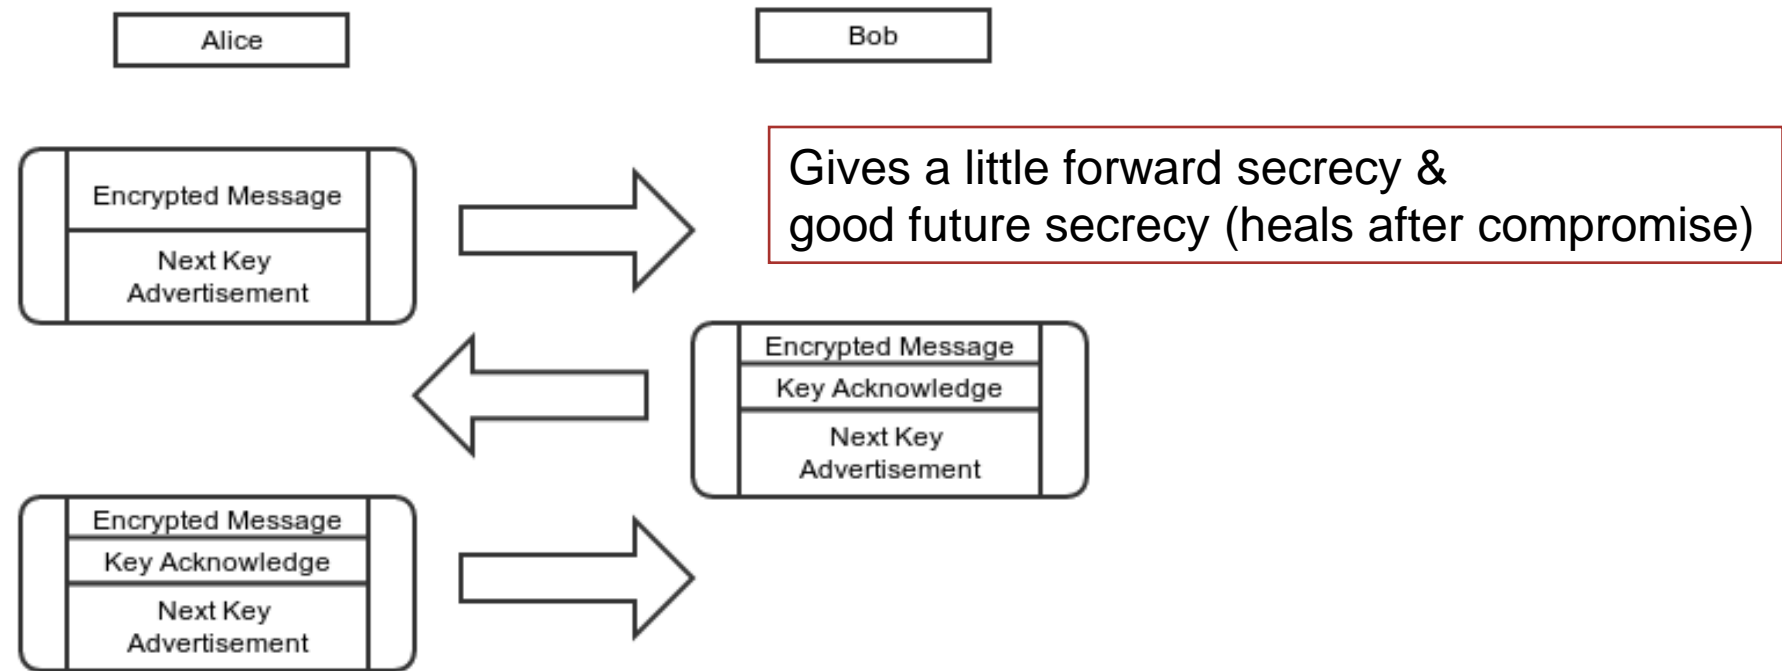 Alice
Bob
Gives a little forward secrecy &
good future secrecy (heals after compromise)
Encrypted Message
Next Key
Advertisement
Encrypted Message
Key Acknowledge
Next Key
Advertisement
Encrypted Message
Key Acknowledge
Next Key
Advertisement